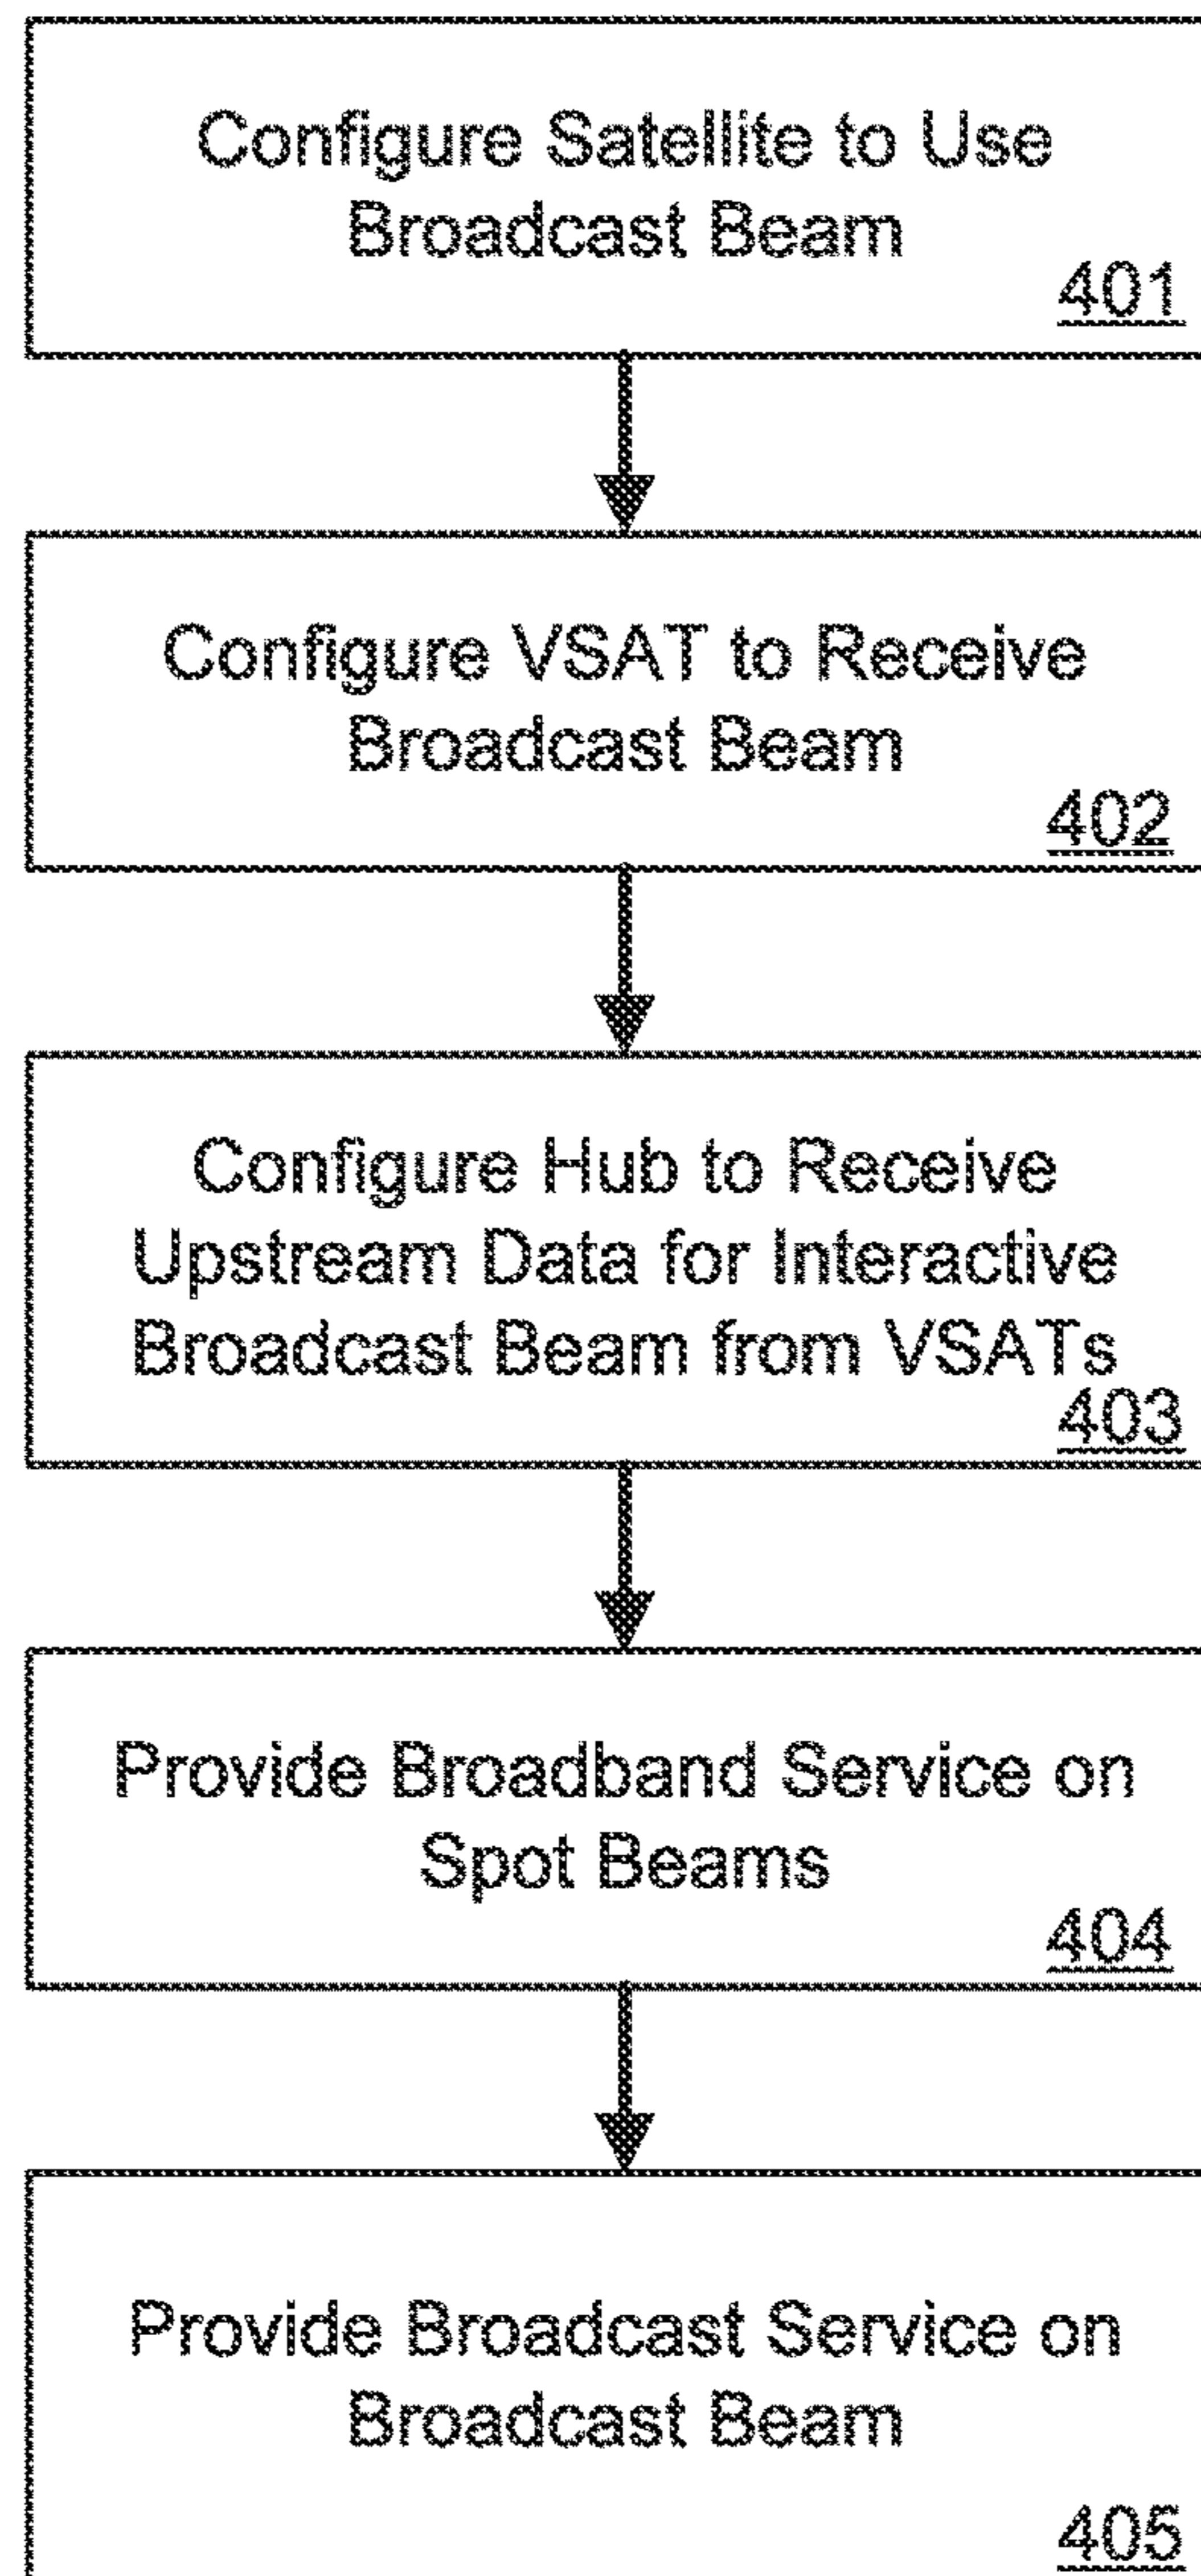 Configure Satellite to Use
Broadcast Beam
401
Configure VSAT to Receive
Broadcast Beam
402
Configure Hub to Receive
Upstream Data for Interactive
Broadcast Beam from VSATs
403
Provide Broadband Service on
Spot Beams
404
Provide Broadcast Service on
Broadcast Beam
405